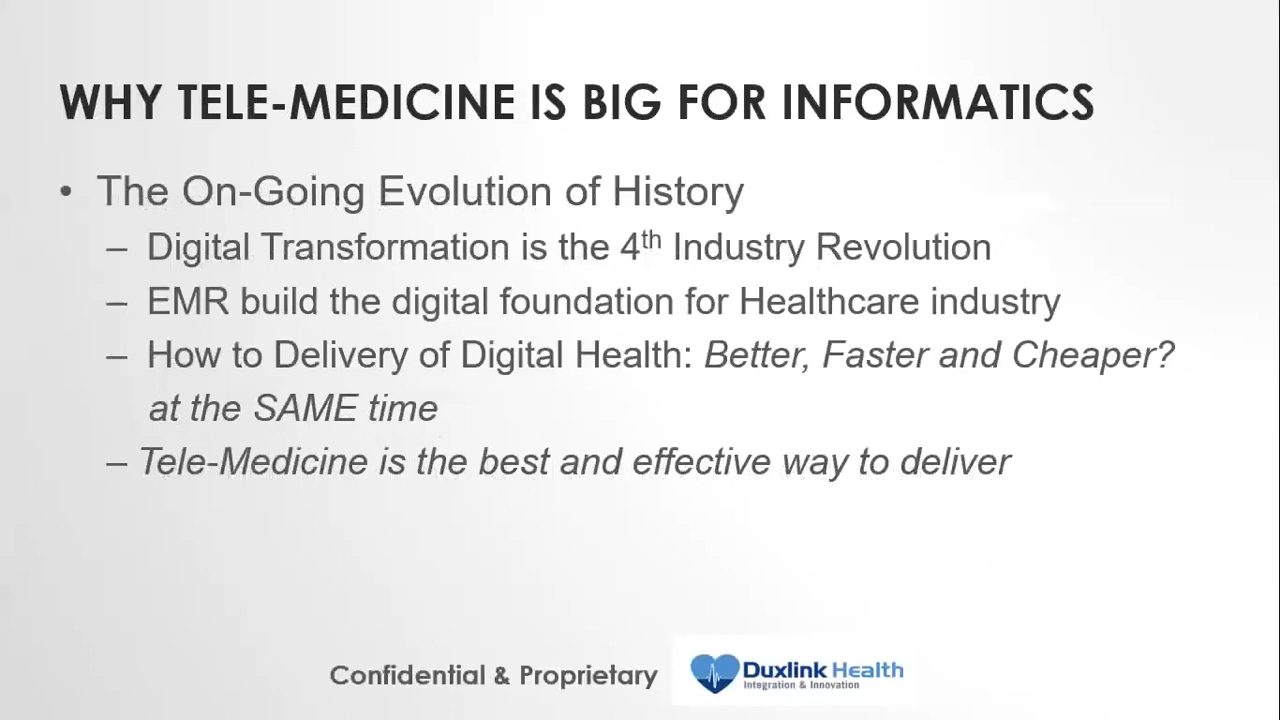 WHY TELE-MEDICINE IS BIG FOR INFORMATICS
• The On-Going Evolution of History
– Digital Transformation is the 4th Industry Revolution
– EMR build the digital foundation for Healthcare industry
– How to Delivery of Digital Health: Better, Faster and Cheaper?
at the SAME time
– Tele-Medicine is the best and effective way to deliver
Confidential & Proprietary
Duxlink Health
Integration & Innovation